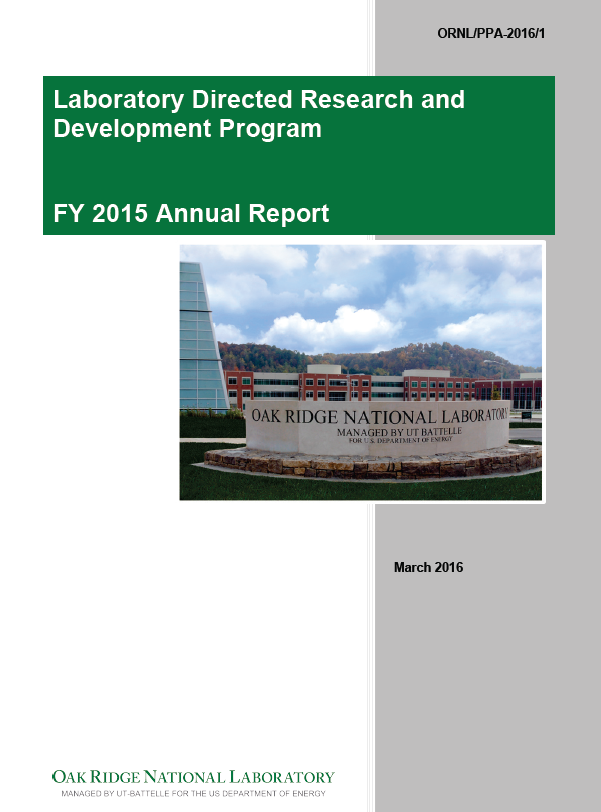 ORNL/PPA-2016/1
Laboratory Directed Research and
Development Program
FY 2015 Annual Report
OAK RIDGE NATIONAL LABORATORY
MANAGED BY UT BATTELLE
FOR U.S. DEPARTMENT OF ENERGY
March 2016
OAK RIDGE NATIONAL LABORATORY
MANAGED BY UT-BATTELLE FOR THE US DEPARTMENT OF ENERGY